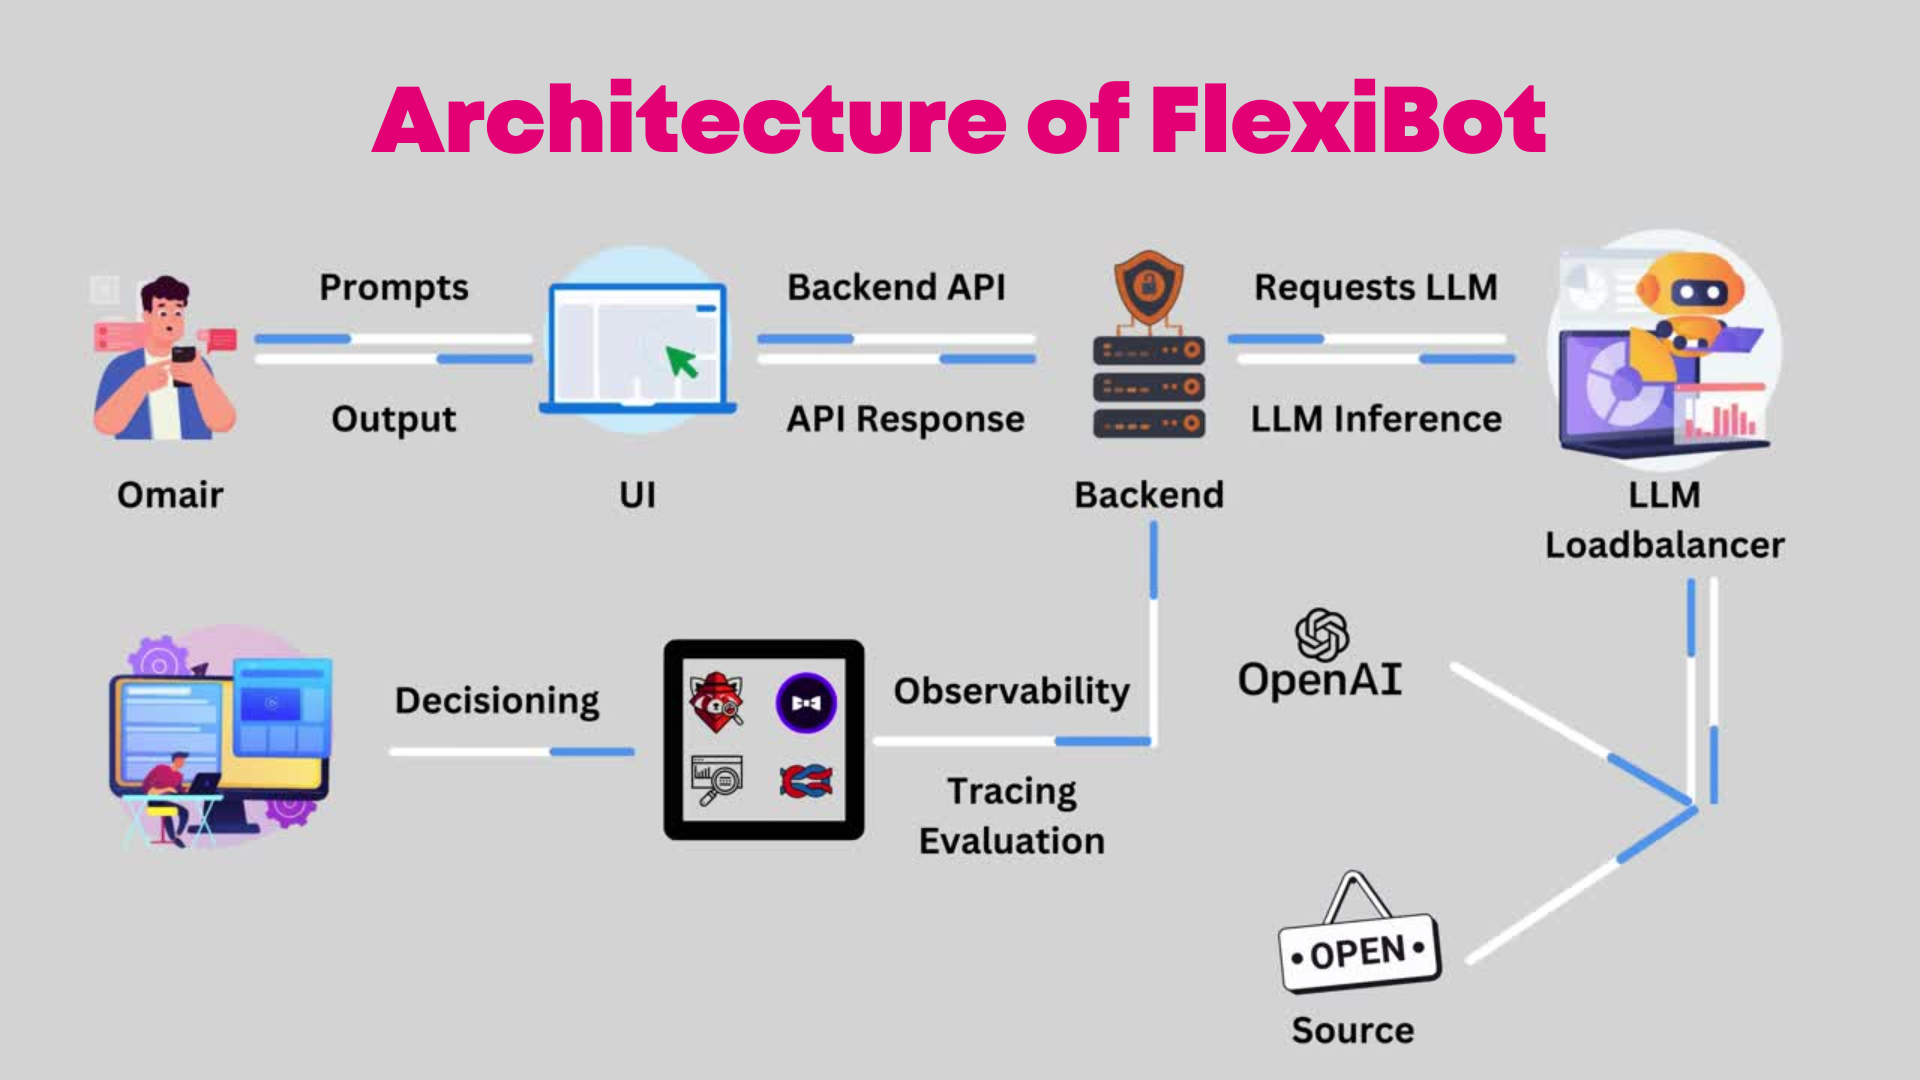 Architecture of FlexiBot
Prompts
Backend API
Requests LLM
Output
API Response
LLM Inference
Omair
UI
Backend
LLM
Loadbalancer
Decisioning
Observability
Tracing
Evaluation
OpenAI
OPEN
Source